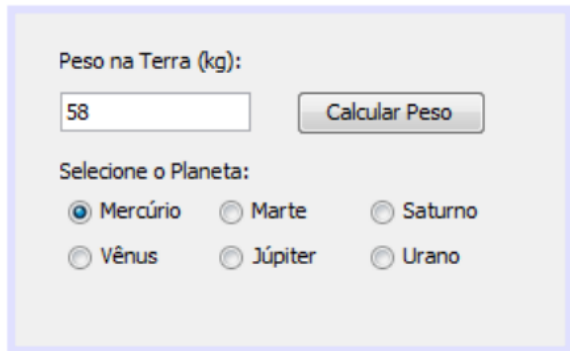 Peso na Terra (kg):
58 Calcular Peso
Selecione o Planeta:
Mercúrio Marte Saturno
Vênus Júpiter Urano